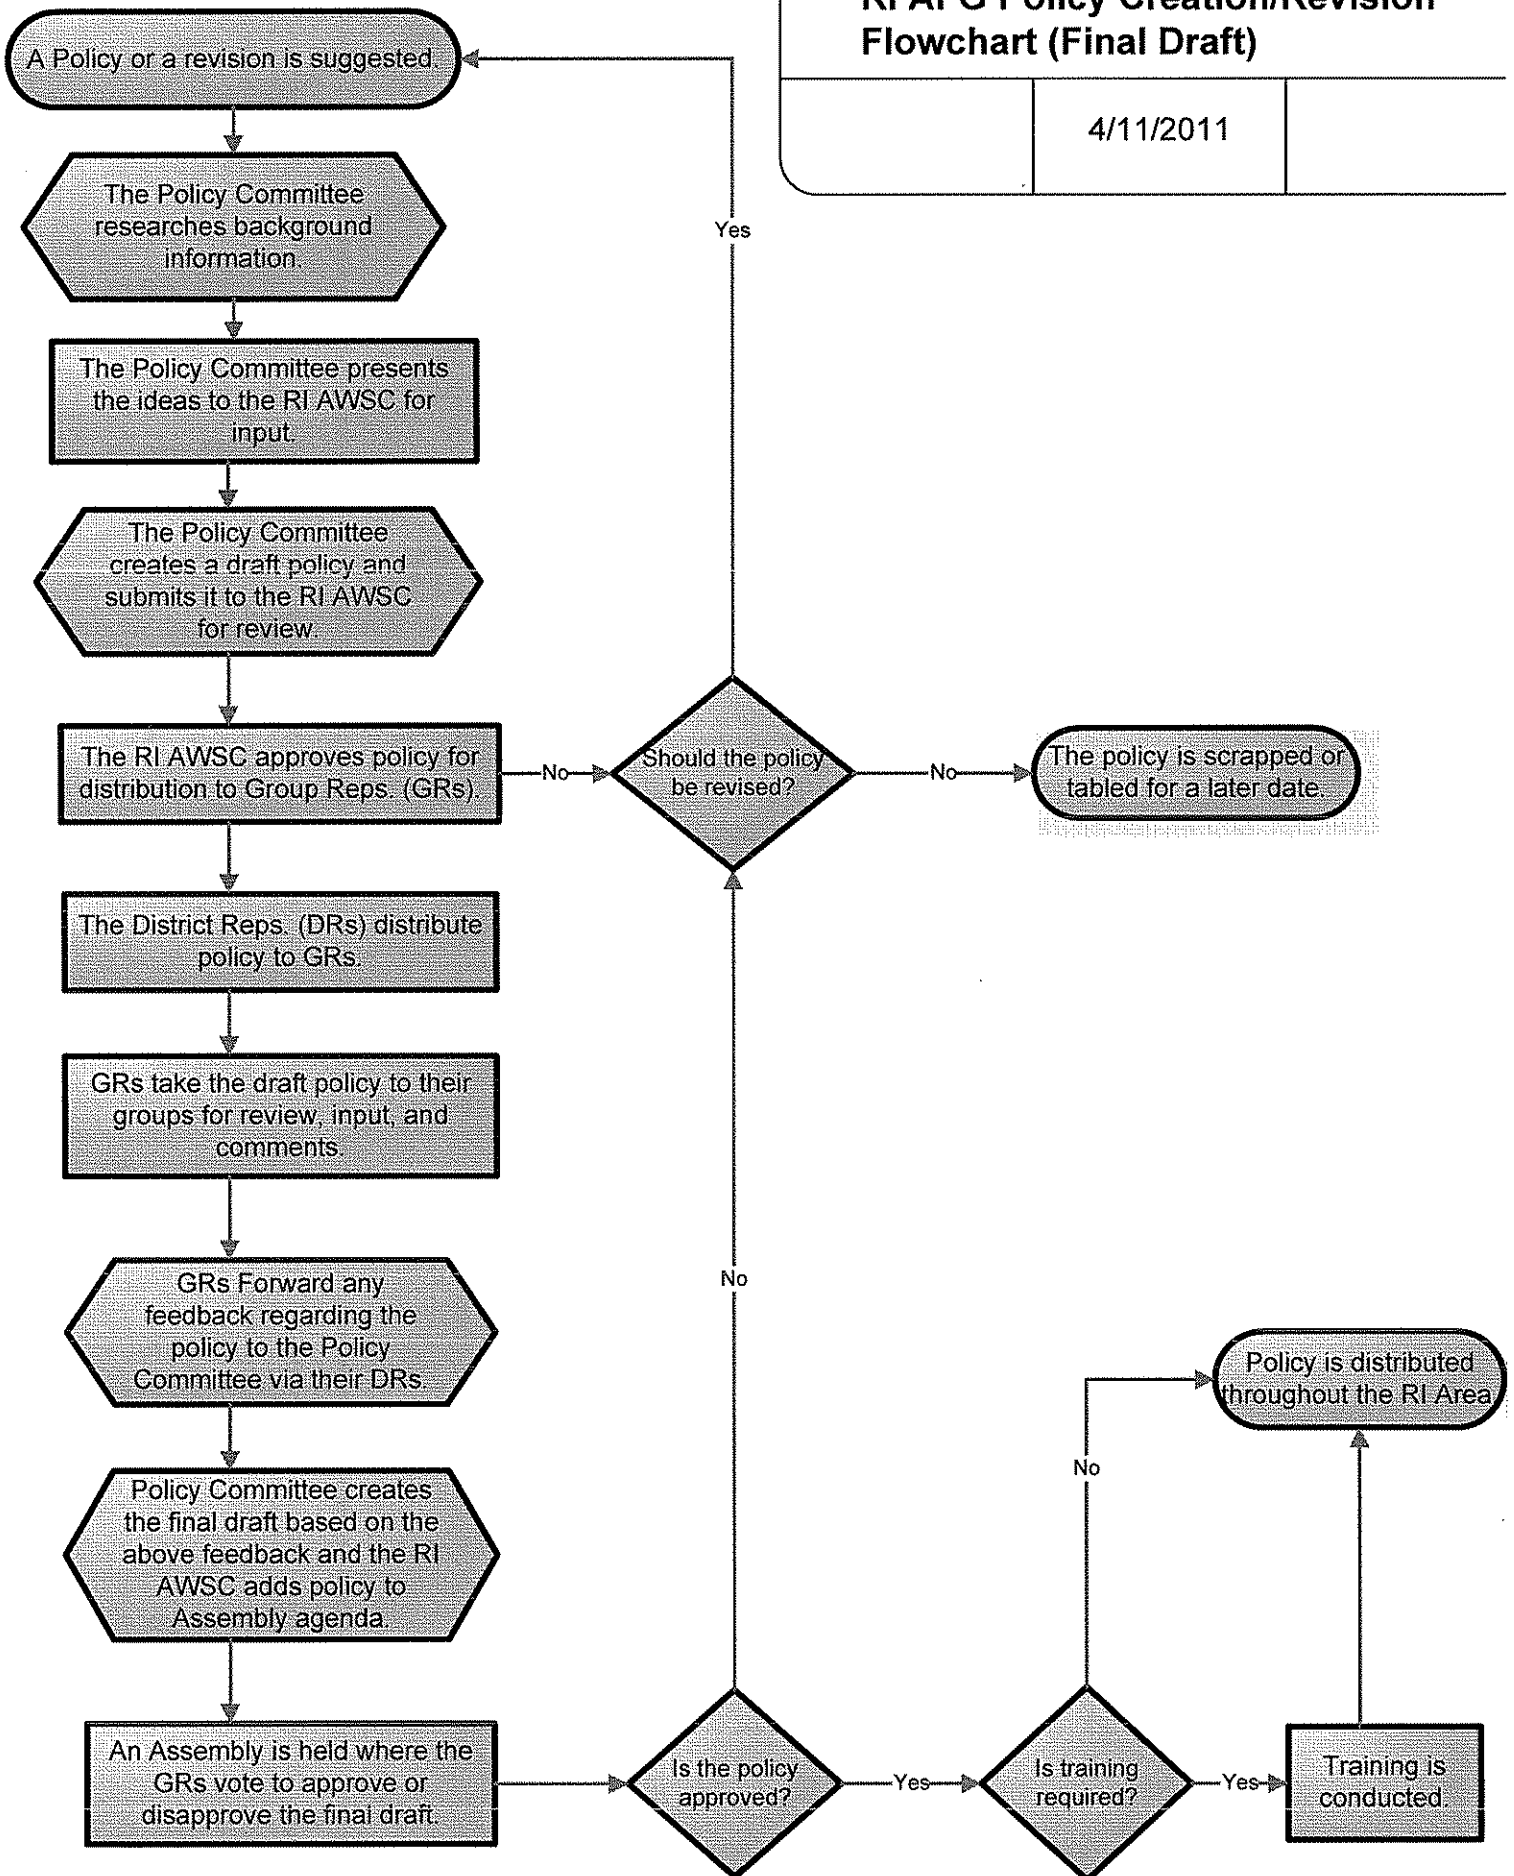 Flowchart (Final Draft)
4/11/2011
A Policy or a revision is suggested.
The Policy Committee
researches background
information.
The Policy Committee presents
the ideas to the RI AWSC for
input.
The Policy Committee
creates a draft policy and
submits it to the RI AWSC
for review.
The RI AWSC approves policy for
distribution to Group Reps. (GRs).
No
Should the policy
be revised?
Yes
No
The policy is scrapped or
tabled for a later date.
The District Reps. (DRs) distribute
policy to GRs.
GRs take the draft policy to their
groups for review, input, and
comments.
GRs Forward any
feedback regarding the
policy to the Policy
Committee via their DRs.
Policy Committee creates
the final draft based on the
above feedback and the RI
AWSC adds policy to
Assembly agenda.
An Assembly is held where the
GRs vote to approve or
disapprove the final draft.
Is the policy
approved?
No
Yes
Is training
required?
No
Yes
Training is
conducted.
Policy is distributed
throughout the RI Area